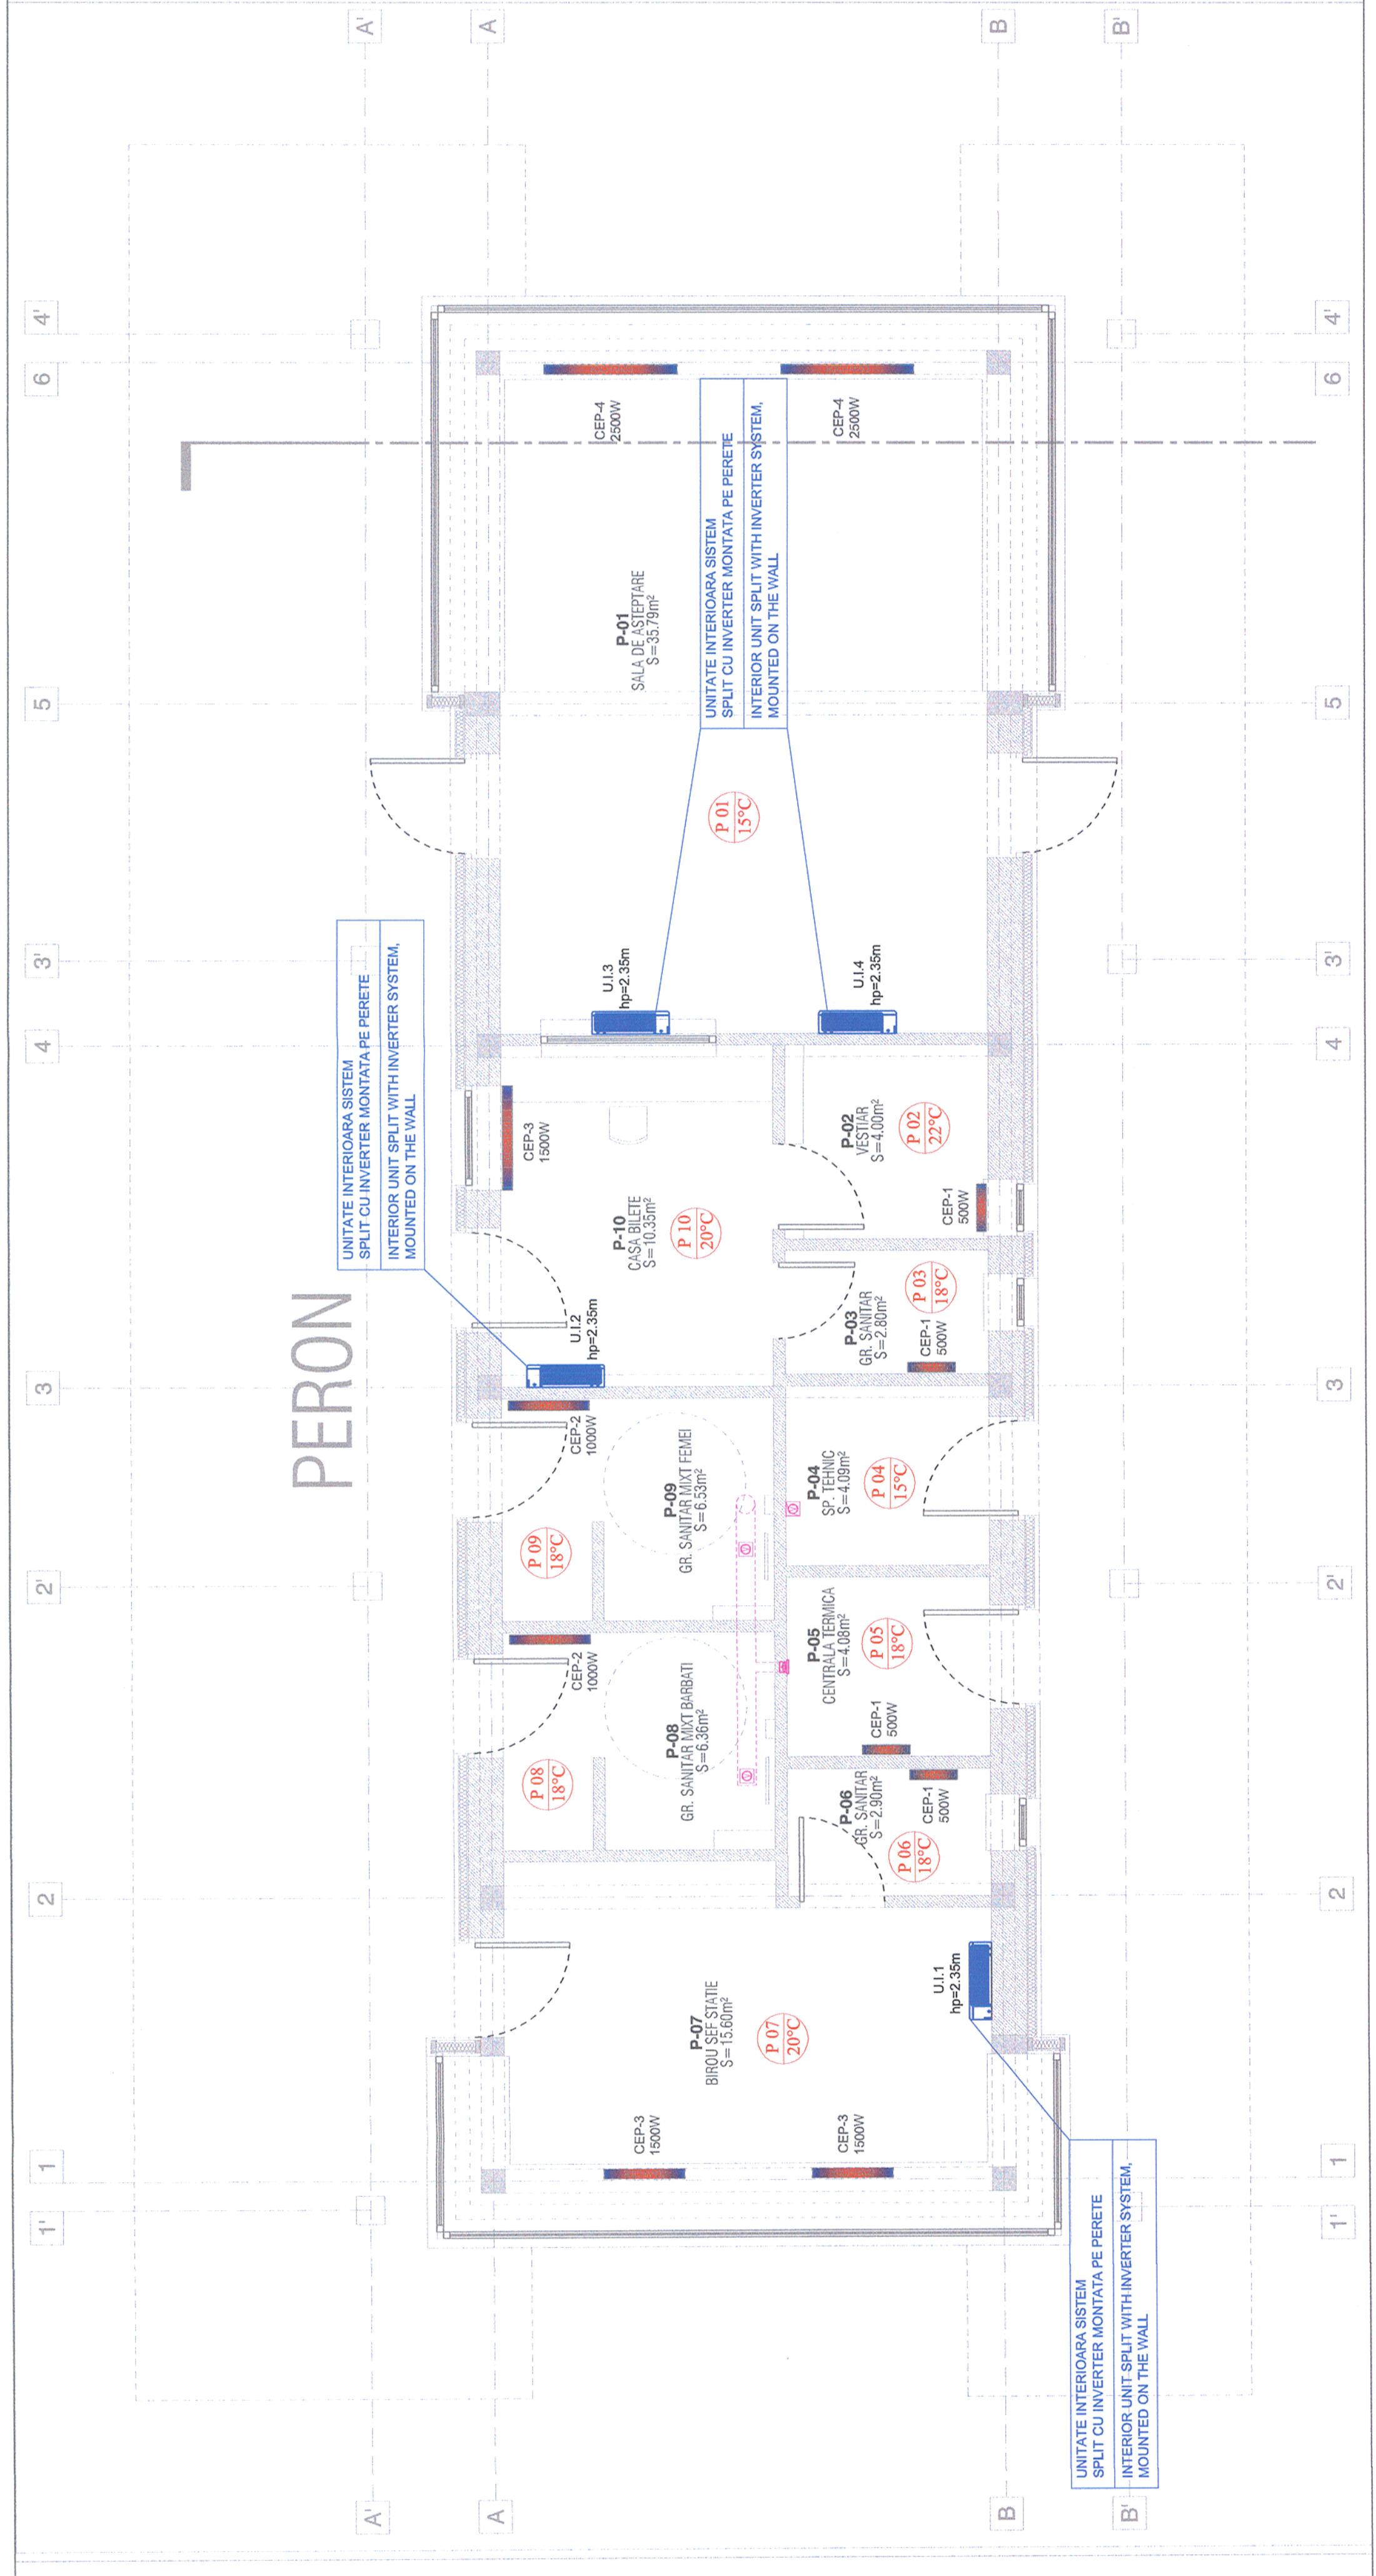 A'
A
B
B'
1'
1
2
2'
3
3'
4
5
6
4'
1'
1
2
2'
3
3'
4
5
6
4'
A'
A
B
B'
PERON
UNITATE INTERIOARA SISTEM
SPLIT CU INVERTER MONTATA PE PERETE
INTERIOR UNIT SPLIT WITH INVERTER SYSTEM,
MOUNTED ON THE WALL
UNITATE INTERIOARA SISTEM
SPLIT CU INVERTER MONTATA PE PERETE
INTERIOR UNIT SPLIT WITH INVERTER SYSTEM,
MOUNTED ON THE WALL
UNITATE INTERIOARA SISTEM
SPLIT CU INVERTER MONTATA PE PERETE
INTERIOR UNIT SPLIT WITH INVERTER SYSTEM,
MOUNTED ON THE WALL
P-07
BIROU SEF STATIE
S=15.60m²
P 07
20°C
CEP-3
1500W
CEP-3
1500W
U.I.1
hp=2.35m
P-08
GR. SANITAR MIXT BARBATI
S=6.36m²
P 08
18°C
CEP-2
1000W
P-09
GR. SANITAR MIXT FEMEI
S=6.53m²
P 09
18°C
CEP-2
1000W
P-06
GR. SANITAR
S=2.90m²
P 06
18°C
CEP-1
500W
P-05
CENTRALA TERMICA
S=4.08m²
P 05
18°C
CEP-1
500W
P-04
SP. TEHNIC
S=4.09m²
P 04
15°C
P-03
GR. SANITAR
S=2.80m²
P 03
18°C
CEP-1
500W
P-02
VESTIAR
S=4.00m²
P 02
22°C
CEP-1
500W
P-10
CASA BILETE
S=10.35m²
P 10
20°C
CEP-3
1500W
U.I.2
hp=2.35m
U.I.3
hp=2.35m
U.I.4
hp=2.35m
P-01
SALA DE ASTEPTARE
S=35.79m²
P 01
15°C
CEP-4
2500W
CEP-4
2500W